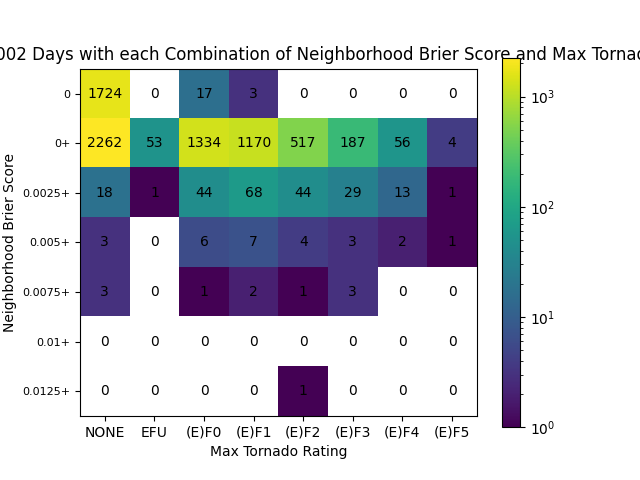 002 Days with each Combination of Neighborhood Brier Score and Max Tornad
Neighborhood Brier Score
0 1724 0 17 3 0 0 0 0
0+ 2262 53 1334 1170 517 187 56 4
0.0025+ 18 1 44 68 44 29 13 1
0.005+ 3 0 6 7 4 3 2 1
0.0075+ 3 0 1 2 1 3 0 0
0.01+ 0 0 0 0 0 0 0 0
0.0125+ 0 0 0 0 1 0 0 0
NONE EFU (E)F0 (E)F1 (E)F2 (E)F3 (E)F4 (E)F5
Max Tornado Rating
10³
10²
10¹
10⁰